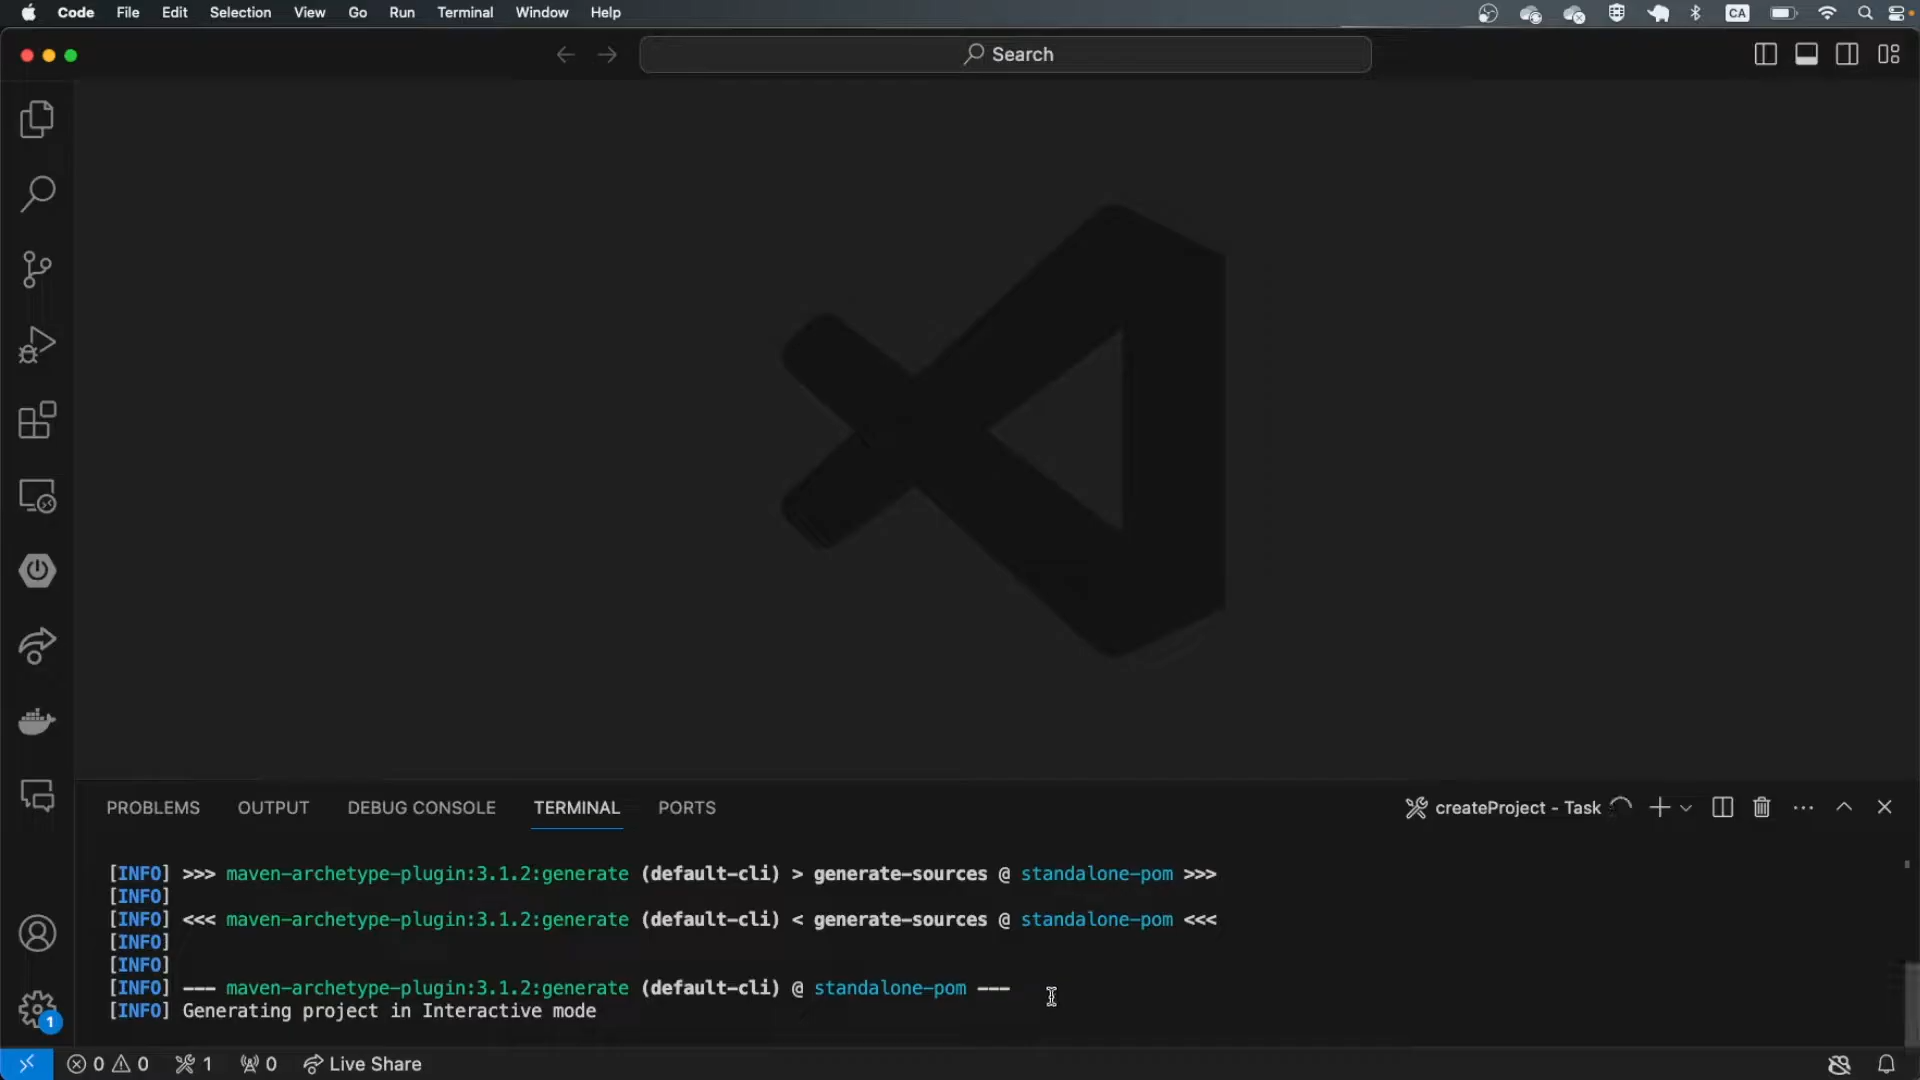 Code File Edit Selection View Go Run Terminal Window Help CA
Search
PROBLEMS OUTPUT DEBUG CONSOLE TERMINAL PORTS createProject - Task
[INFO] >>> maven-archetype-plugin:3.1.2:generate (default-cli) > generate-sources @ standalone-pom >>>
[INFO]
[INFO] <<< maven-archetype-plugin:3.1.2:generate (default-cli) < generate-sources @ standalone-pom <<<
[INFO]
[INFO]
[INFO] --- maven-archetype-plugin:3.1.2:generate (default-cli) @ standalone-pom ---
[INFO] Generating project in Interactive mode
1
0 0 1 0 Live Share